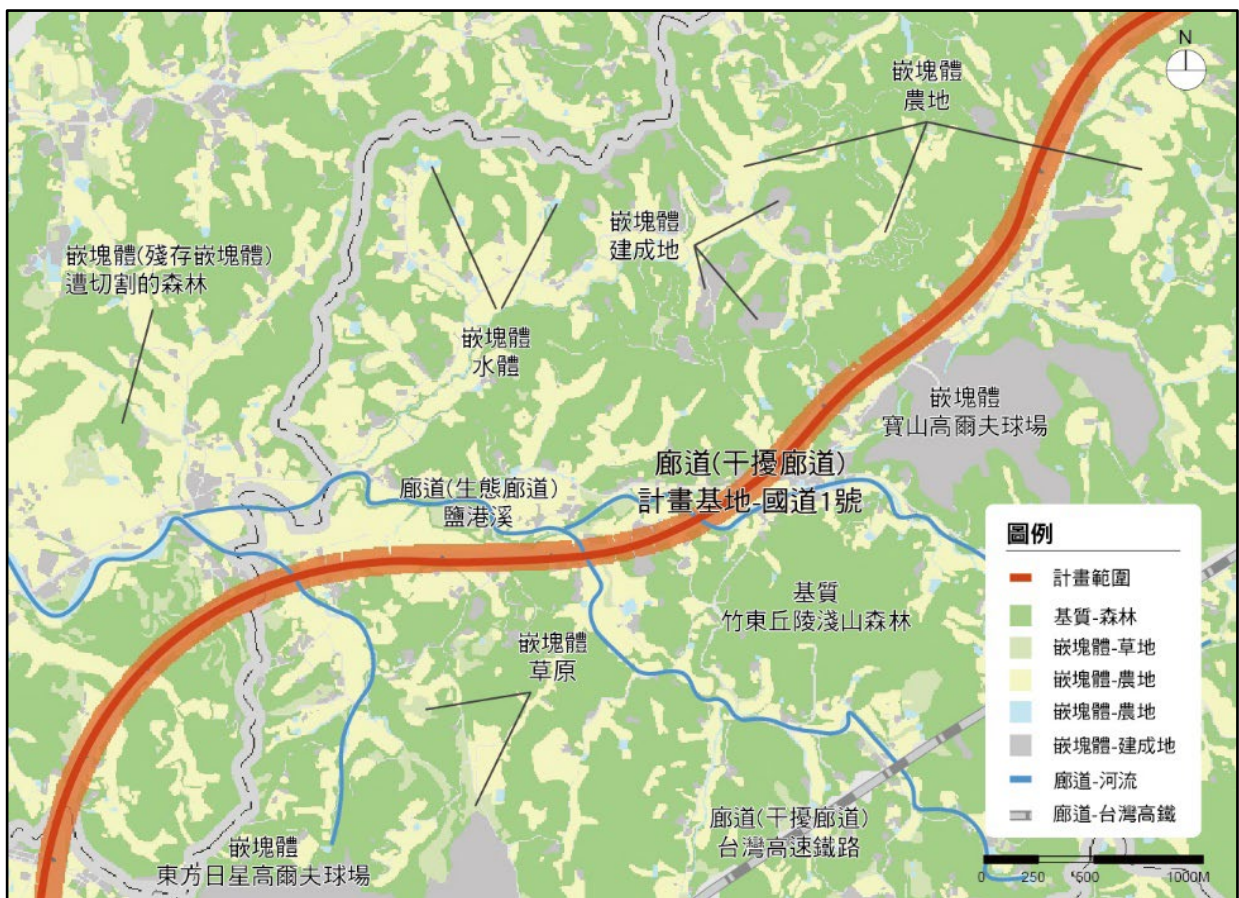 N
嵌塊體
農地
嵌塊體
建成地
嵌塊體(殘存嵌塊體)
遭切割的森林
嵌塊體
水體
嵌塊體
寶山高爾夫球場
廊道(干擾廊道)
計畫基地-國道1號
廊道(生態廊道)
鹽港溪
基質
竹東丘陵淺山森林
嵌塊體
草原
廊道(干擾廊道)
台灣高速鐵路
嵌塊體
東方日星高爾夫球場
圖例
計畫範圍
基質-森林
嵌塊體-草地
嵌塊體-農地
嵌塊體-農地
嵌塊體-建成地
廊道-河流
廊道-台灣高鐵
0 250 500 1000M